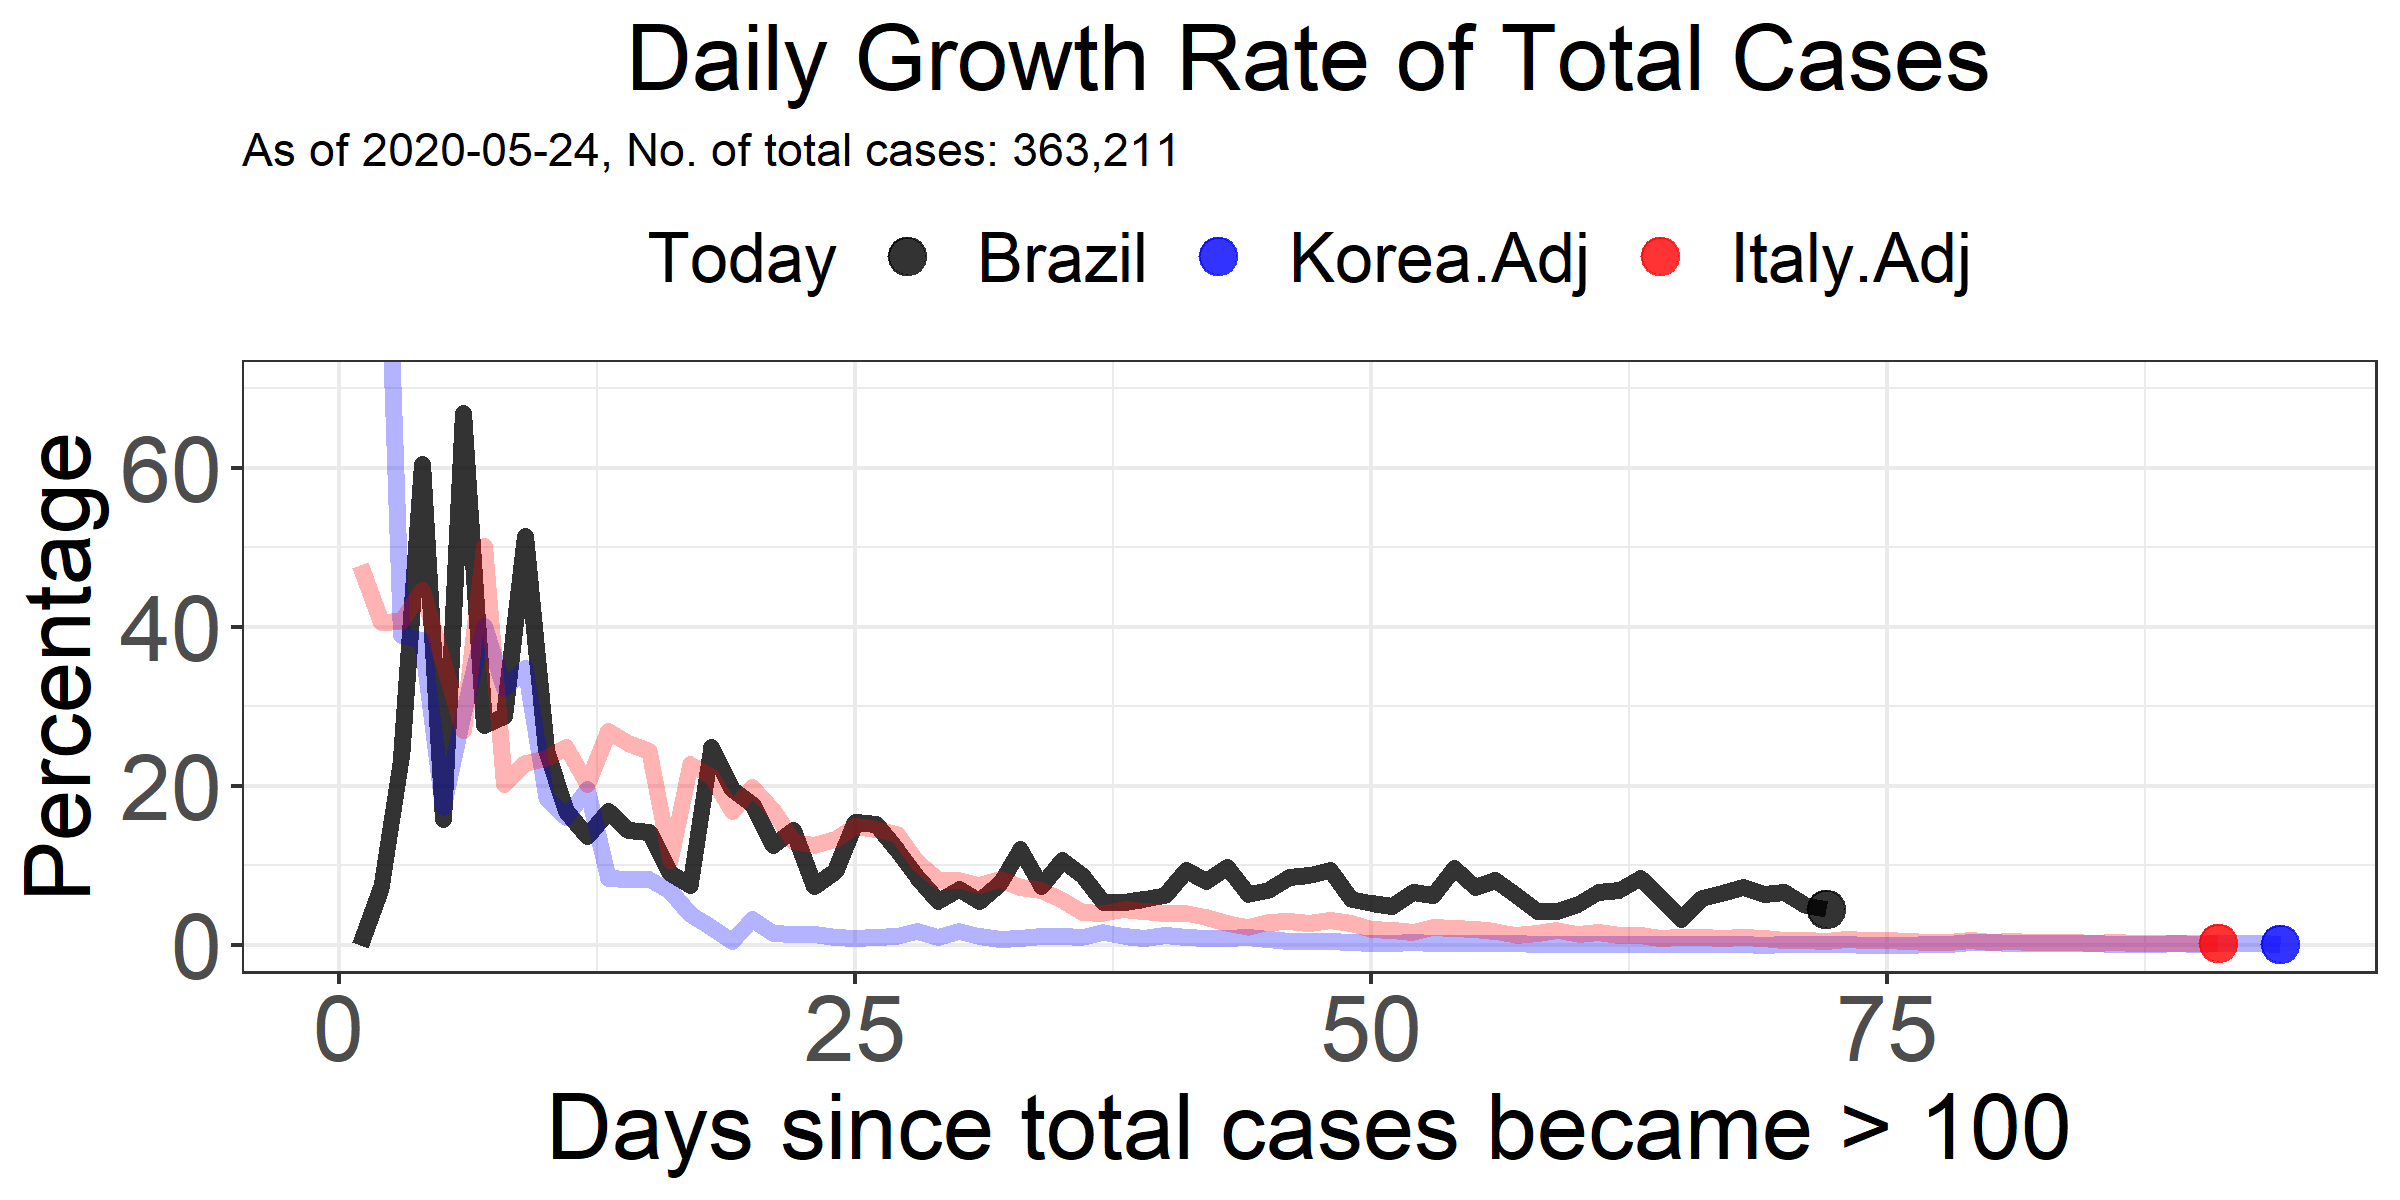 Daily Growth Rate of Total Cases
As of 2020-05-24, No. of total cases: 363,211
Today Brazil Korea.Adj Italy.Adj
Percentage
60
40
20
0
0 25 50 75
Days since total cases became > 100